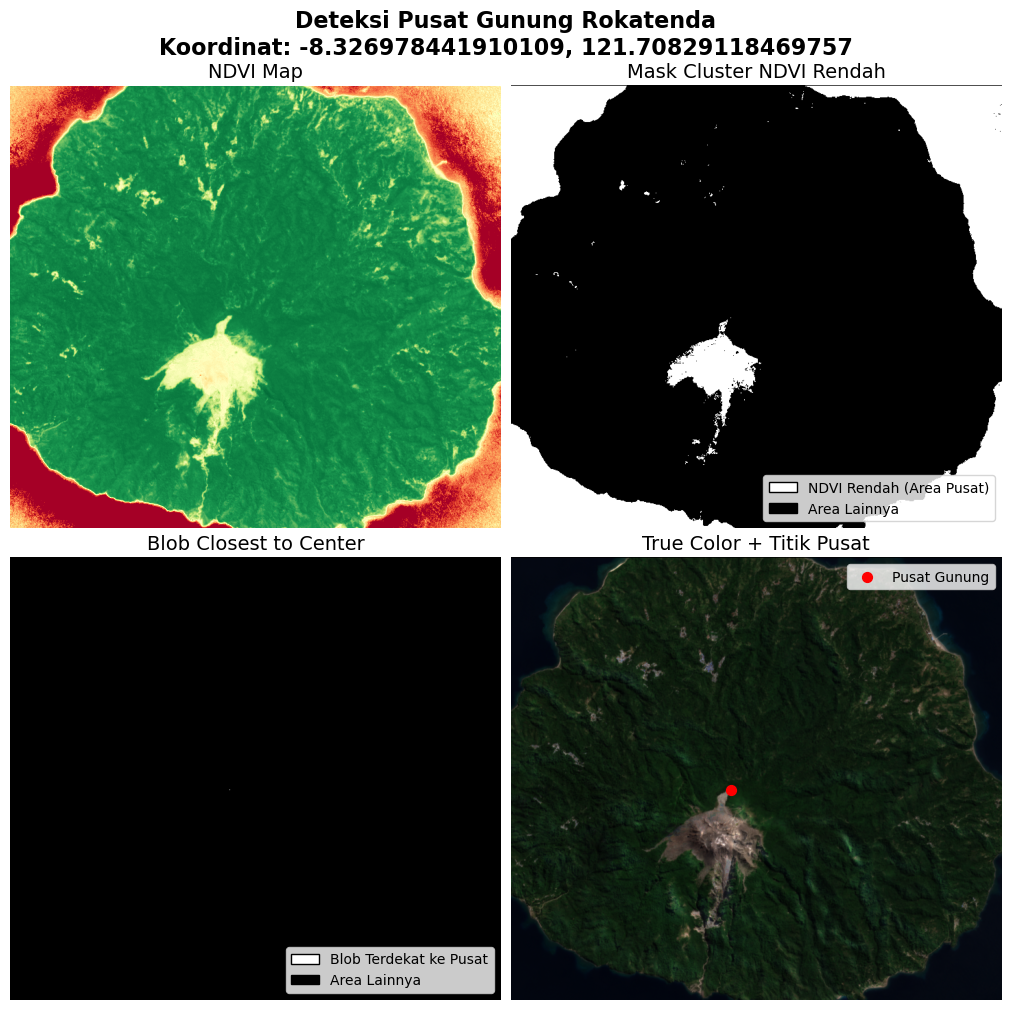 Deteksi Pusat Gunung Rokatenda
Koordinat: -8.326978441910109, 121.70829118469757
NDVI Map
Mask Cluster NDVI Rendah
NDVI Rendah (Area Pusat)
Area Lainnya
Blob Closest to Center
True Color + Titik Pusat
Blob Terdekat ke Pusat
Area Lainnya
Pusat Gunung